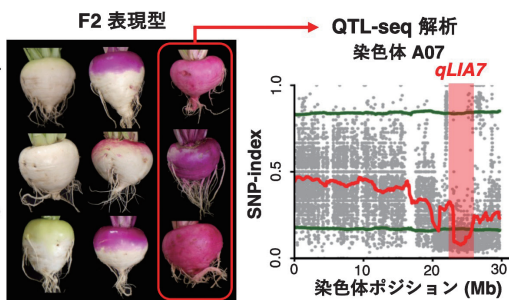 F2 表現型
QTL-seq 解析
染色体 A07
qLIA7
SNP-index
1.0
0.5
0.0
0 10 20 30
染色体ポジション (Mb)